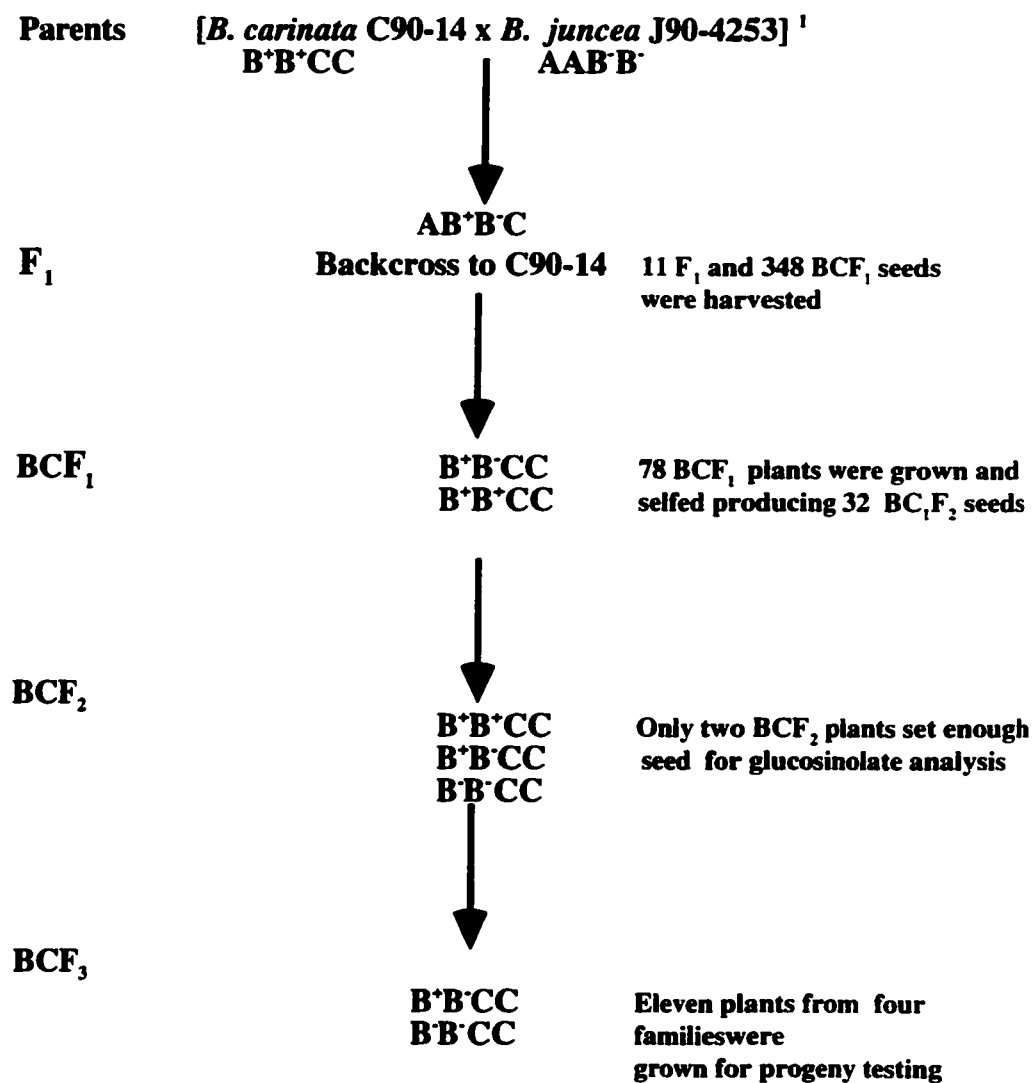 Parents [B. carinata C90-14 x B. juncea J90-4253] ¹
B⁺B⁺CC AAB⁻B⁻
AB⁺B⁻C
F₁ Backcross to C90-14 11 F₁ and 348 BCF₁ seeds
were harvested
BCF₁ B⁺B⁻CC 78 BCF₁ plants were grown and
B⁺B⁺CC selfed producing 32 BC₁F₂ seeds
BCF₂
B⁺B⁺CC Only two BCF₂ plants set enough
B⁺B⁻CC seed for glucosinolate analysis
B⁻B⁻CC
BCF₃
B⁺B⁻CC Eleven plants from four
B⁻B⁻CC familieswere
grown for progeny testing